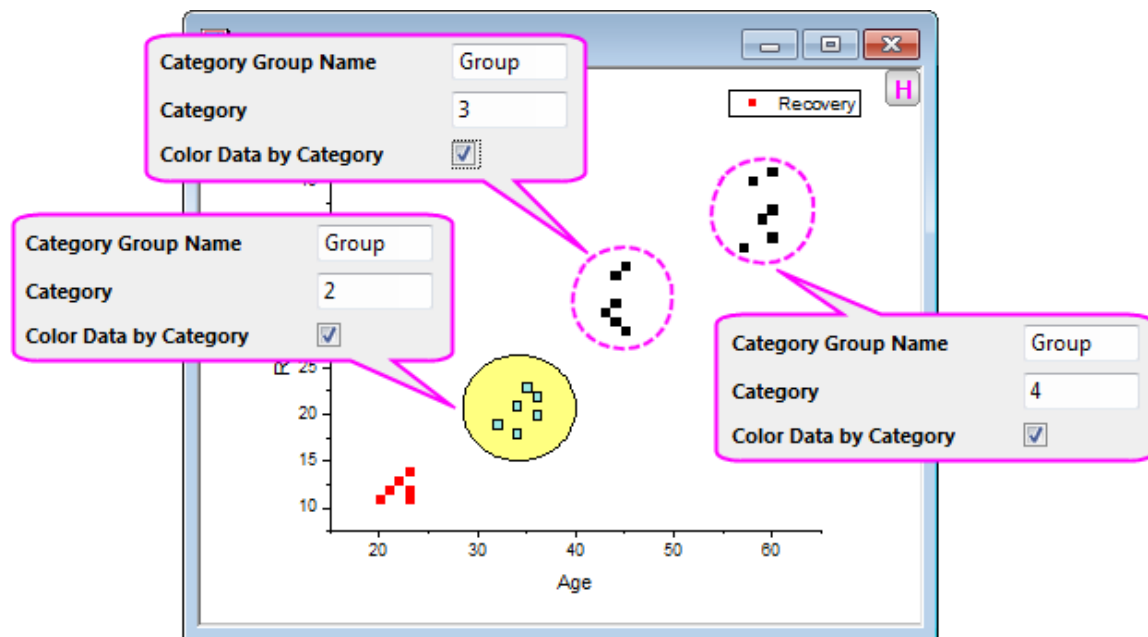 Category Group Name Group
Category 3
Color Data by Category
H
Recovery
Category Group Name Group
Category 2
Color Data by Category
Category Group Name Group
Category 4
Color Data by Category
R
25
20
15
10
20 30 40 50 60
Age